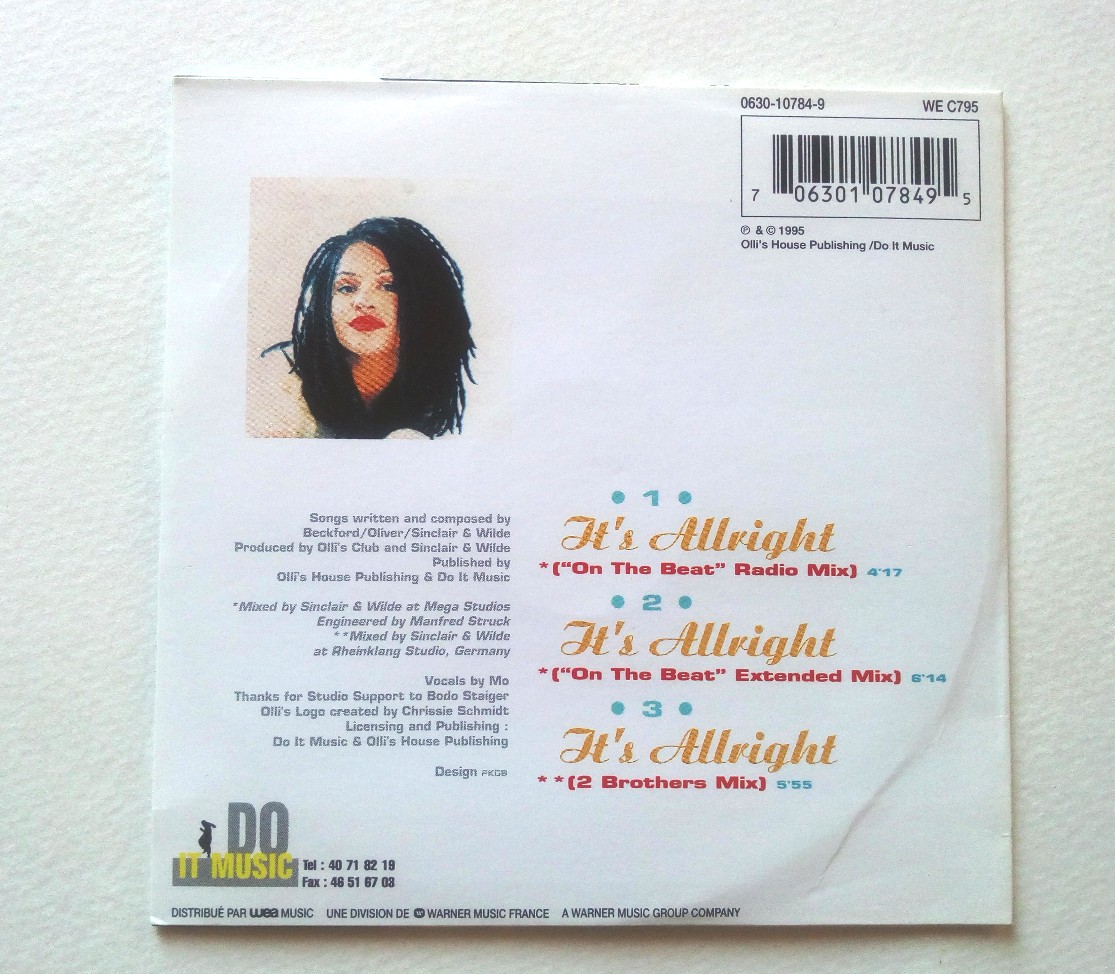 0630-10784-9 WE C795
7 06301 07849 5
℗ & © 1995
Olli's House Publishing /Do It Music
Songs written and composed by
Beckford/Oliver/Sinclair & Wilde
Produced by Olli's Club and Sinclair & Wilde
Published by
Olli's House Publishing & Do It Music
*Mixed by Sinclair & Wilde at Mega Studios
Engineered by Manfred Struck
**Mixed by Sinclair & Wilde
at Rheinklang Studio, Germany
Vocals by Mo
Thanks for Studio Support to Bodo Staiger
Olli's Logo created by Chrissie Schmidt
Licensing and Publishing :
Do It Music & Olli's House Publishing
Design PKGB
• 1 •
It's Allright
*("On The Beat" Radio Mix) 4'17
• 2 •
It's Allright
*("On The Beat" Extended Mix) 6'14
• 3 •
It's Allright
**(2 Brothers Mix) 5'55
DO
IT MUSIC
Tel : 40 71 82 19
Fax : 46 51 67 03
DISTRIBUÉ PAR wea MUSIC UNE DIVISION DE WARNER MUSIC FRANCE A WARNER MUSIC GROUP COMPANY